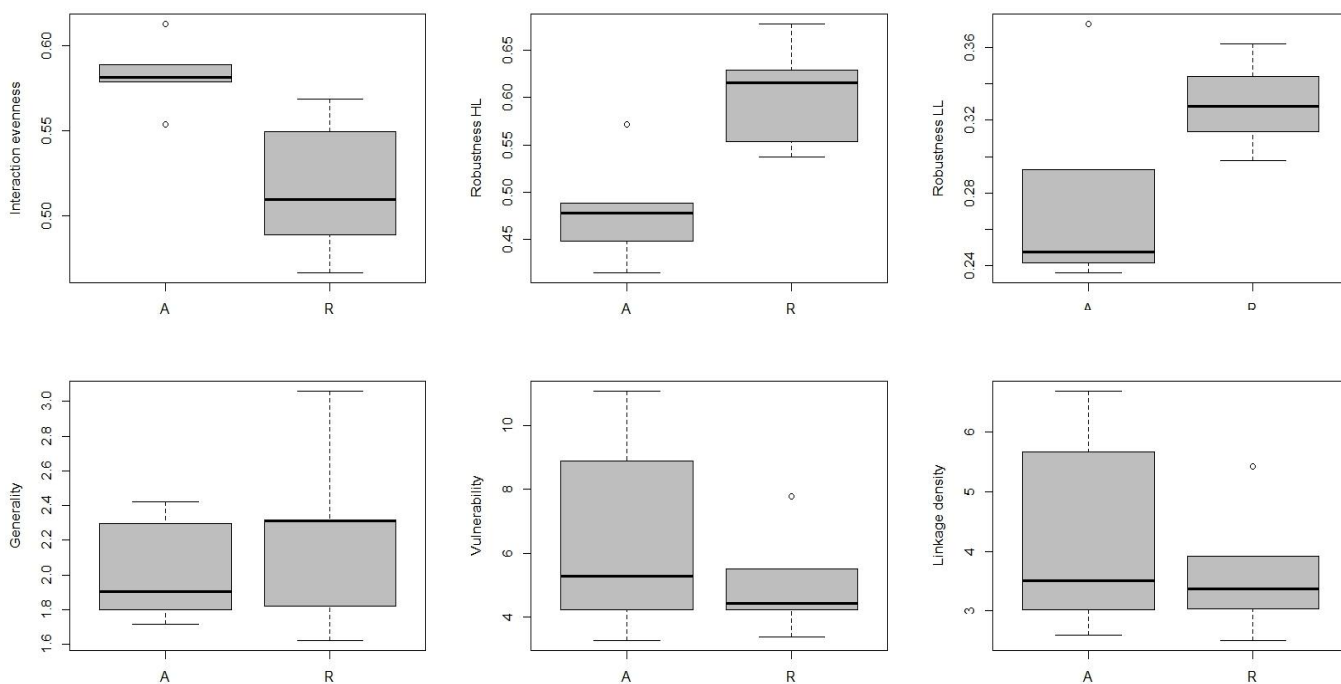 Interaction evenness
0.60
0.55
0.50
A R
Robustness HL
0.65
0.60
0.55
0.50
0.45
A R
Robustness LL
0.36
0.32
0.28
0.24
A R
Generality
3.0
2.8
2.6
2.4
2.2
2.0
1.8
1.6
A R
Vulnerability
10
8
6
4
A R
Linkage density
6
5
4
3
A R